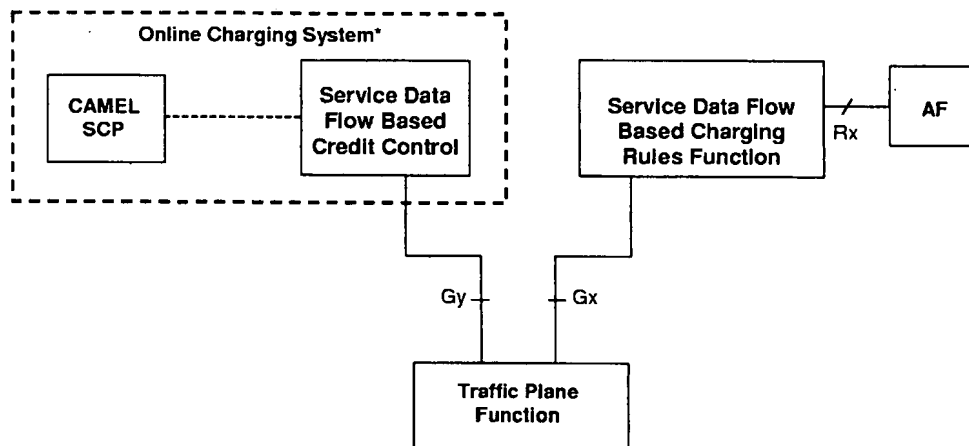 Online Charging System*
CAMEL
SCP
Service Data
Flow Based
Credit Control
Service Data Flow
Based Charging
Rules Function
Rx
AF
Gy
Gx
Traffic Plane
Function